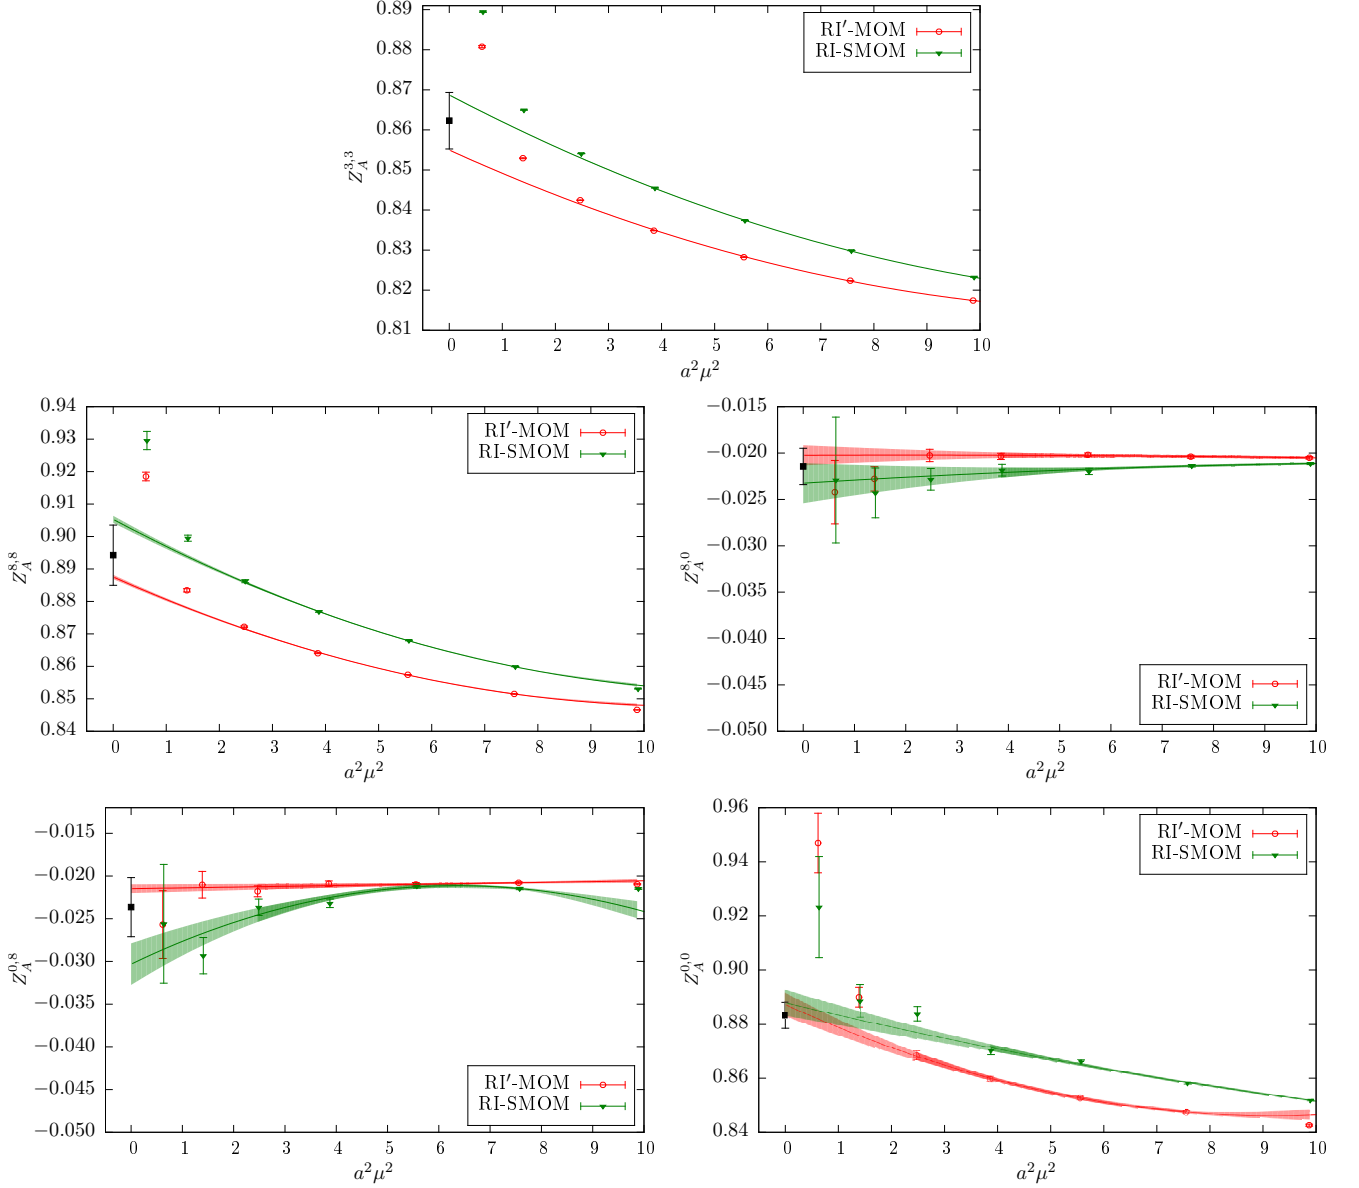 0.89
0.88
0.87
0.86
0.85
0.84
0.83
0.82
0.81
Z_A^{3,3}
RI′-MOM
RI-SMOM
0 1 2 3 4 5 6 7 8 9 10
a²μ²
0.94
0.93
0.92
0.91
0.90
0.89
0.88
0.87
0.86
0.85
0.84
Z_A^{8,8}
RI′-MOM
RI-SMOM
0 1 2 3 4 5 6 7 8 9 10
a²μ²
−0.015
−0.020
−0.025
−0.030
−0.035
−0.040
−0.045
−0.050
Z_A^{8,0}
RI′-MOM
RI-SMOM
0 1 2 3 4 5 6 7 8 9 10
a²μ²
−0.015
−0.020
−0.025
−0.030
−0.035
−0.040
−0.045
−0.050
Z_A^{0,8}
RI′-MOM
RI-SMOM
0 1 2 3 4 5 6 7 8 9 10
a²μ²
0.96
0.94
0.92
0.90
0.88
0.86
0.84
Z_A^{0,0}
RI′-MOM
RI-SMOM
0 1 2 3 4 5 6 7 8 9 10
a²μ²